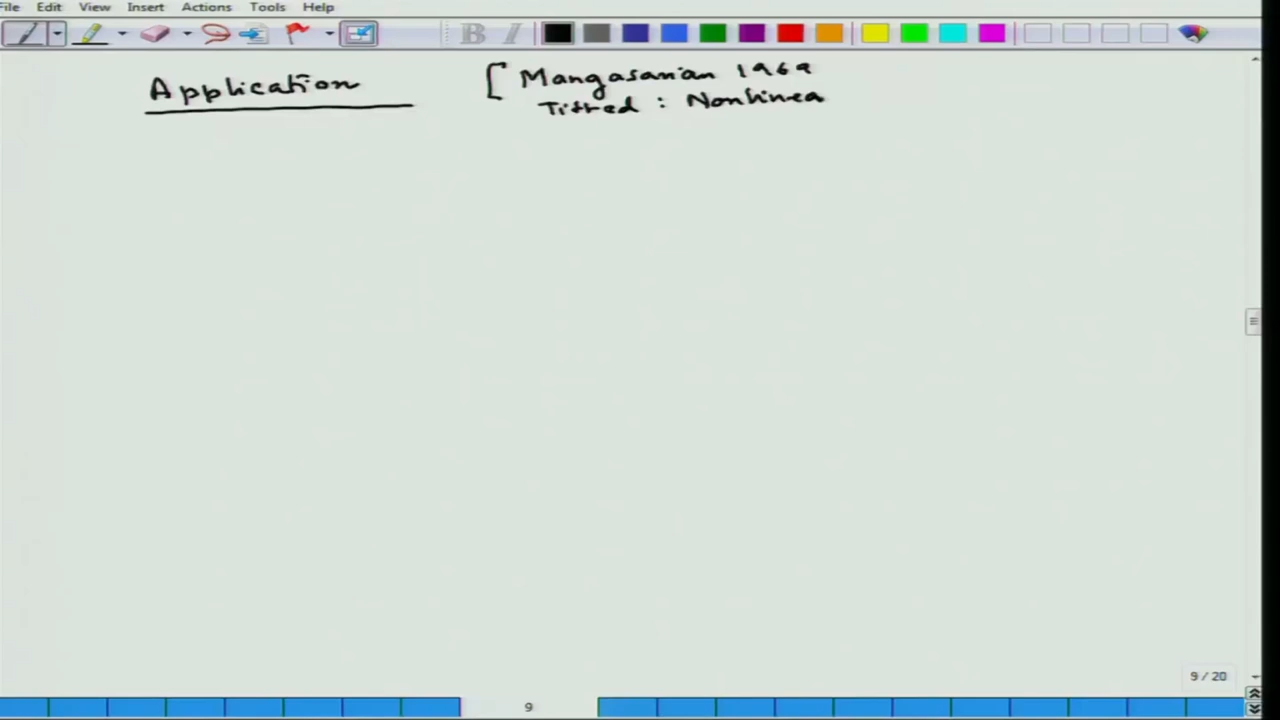 File Edit View Insert Actions Tools Help
B I
Application
[ Mangasarian 1969
Titled : Nonlinea
9 / 20
9